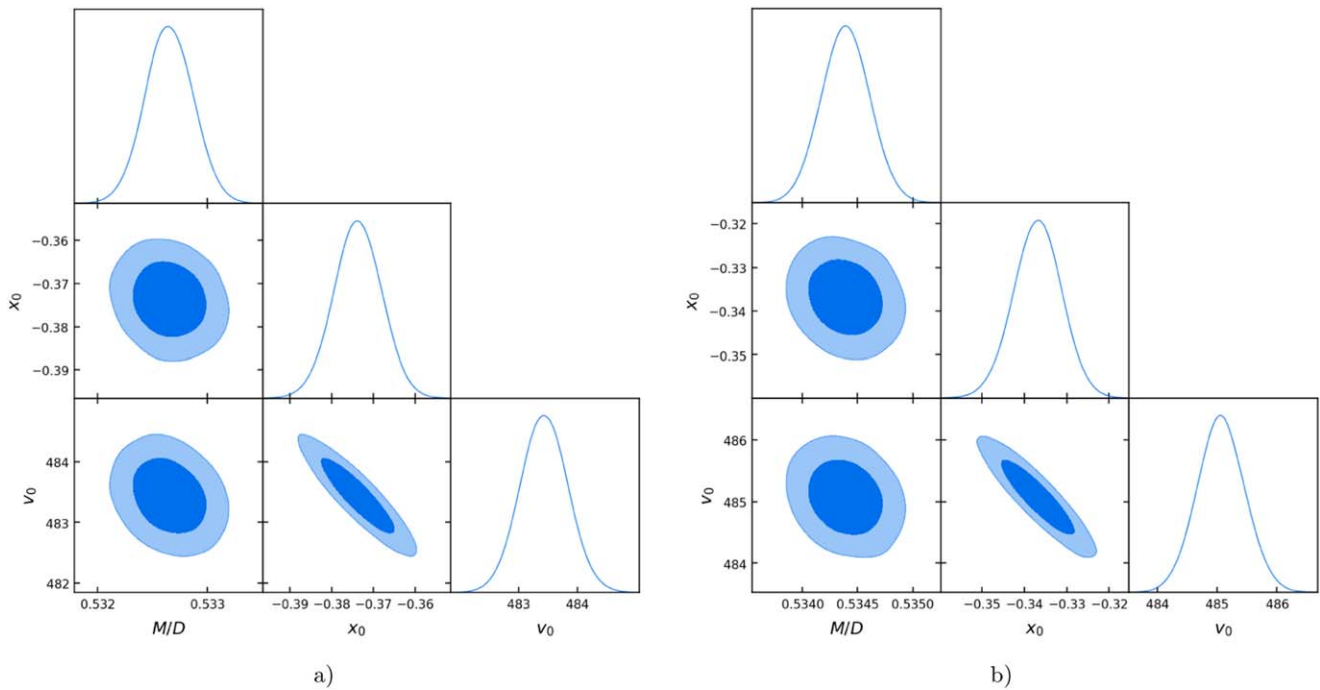 −0.36
−0.37
−0.38
−0.39
x₀
484
483
482
v₀
0.532 0.533
−0.39 −0.38 −0.37 −0.36
483 484
M/D x₀ v₀
a)
−0.32
−0.33
−0.34
−0.35
x₀
486
485
484
v₀
0.5340 0.5345 0.5350
−0.35 −0.34 −0.33 −0.32
484 485 486
M/D x₀ v₀
b)